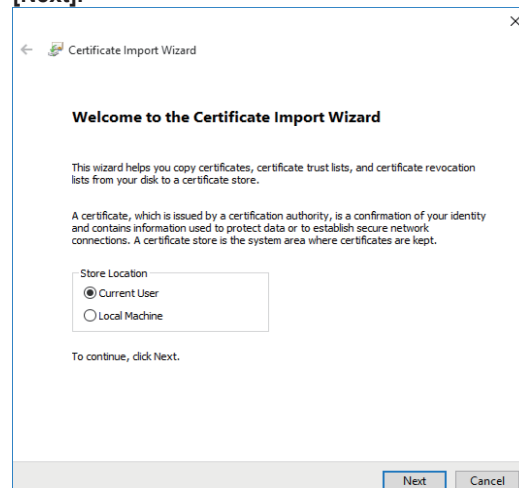 [Next].
Certificate Import Wizard
Welcome to the Certificate Import Wizard
This wizard helps you copy certificates, certificate trust lists, and certificate revocation
lists from your disk to a certificate store.
A certificate, which is issued by a certification authority, is a confirmation of your identity
and contains information used to protect data or to establish secure network
connections. A certificate store is the system area where certificates are kept.
Store Location
Current User
Local Machine
To continue, click Next.
Next Cancel